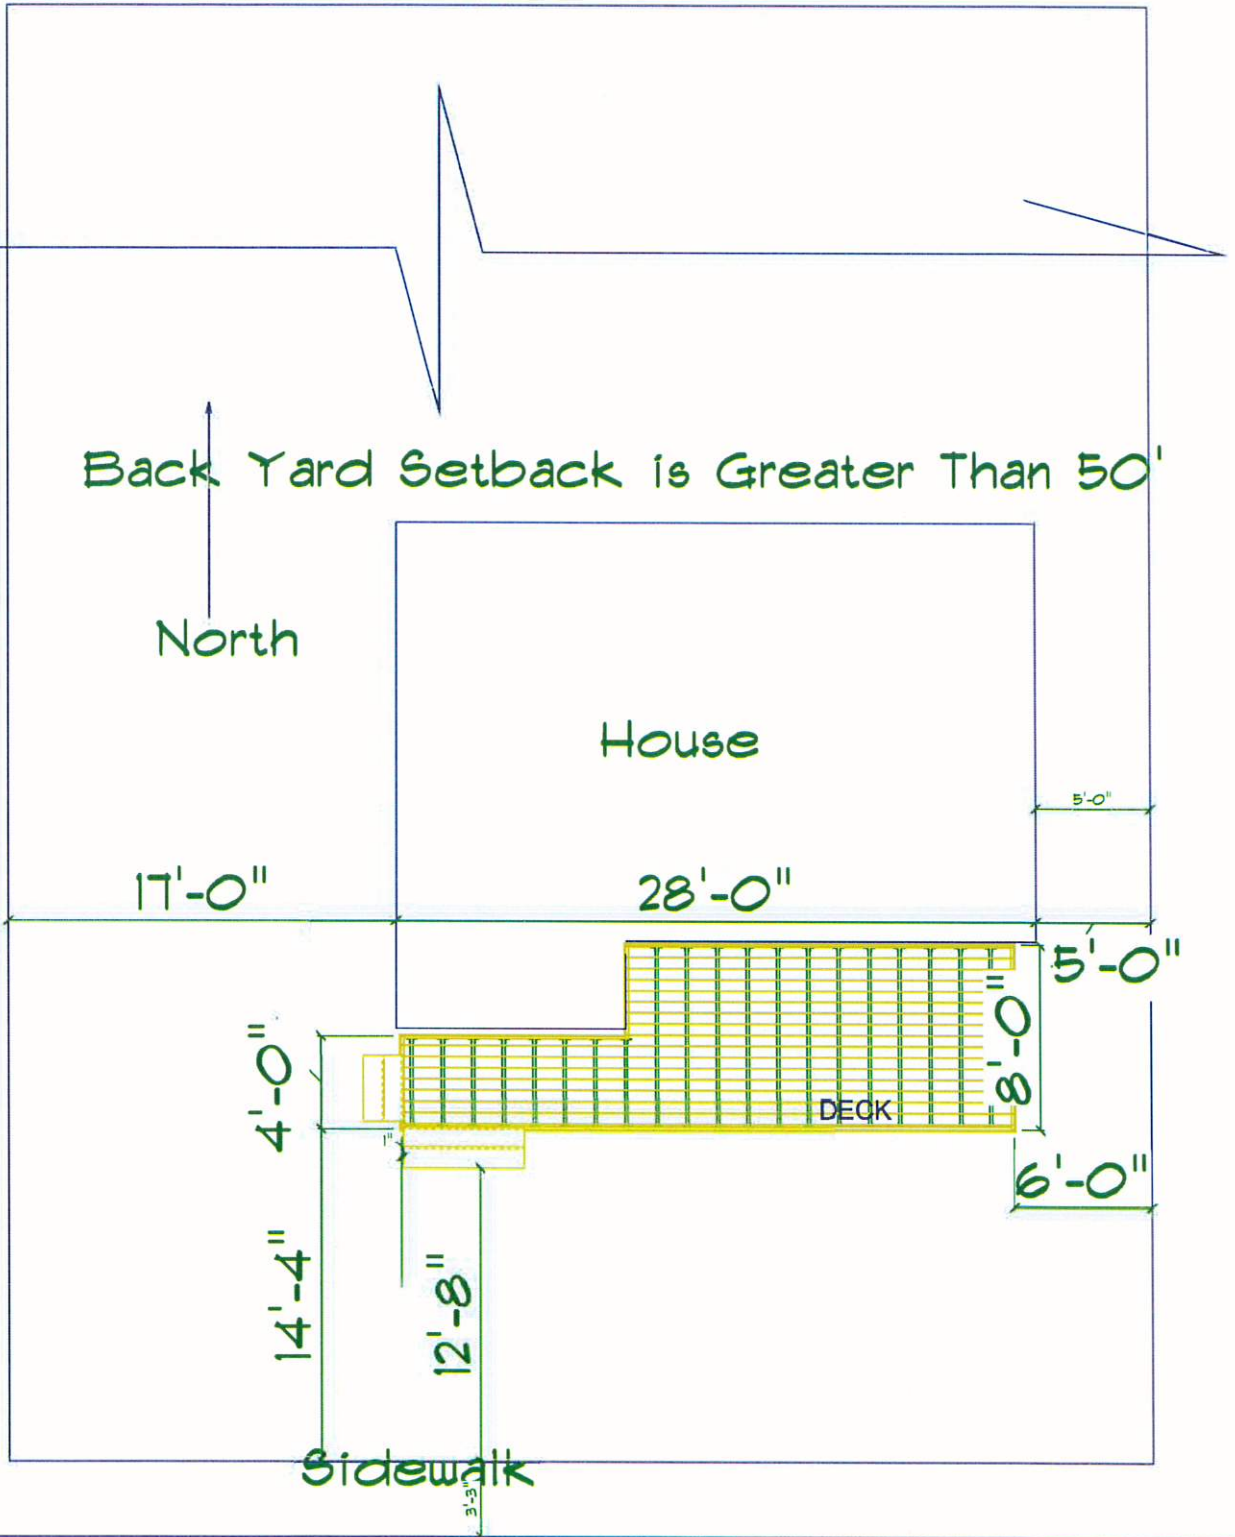 Back Yard Setback is Greater Than 50'
North
House
5'-0"
17'-0"
28'-0"
5'-0"
4'-0"
8'-0"
DECK
1"
6'-0"
14'-4"
12'-8"
Sidewalk
3'-3"